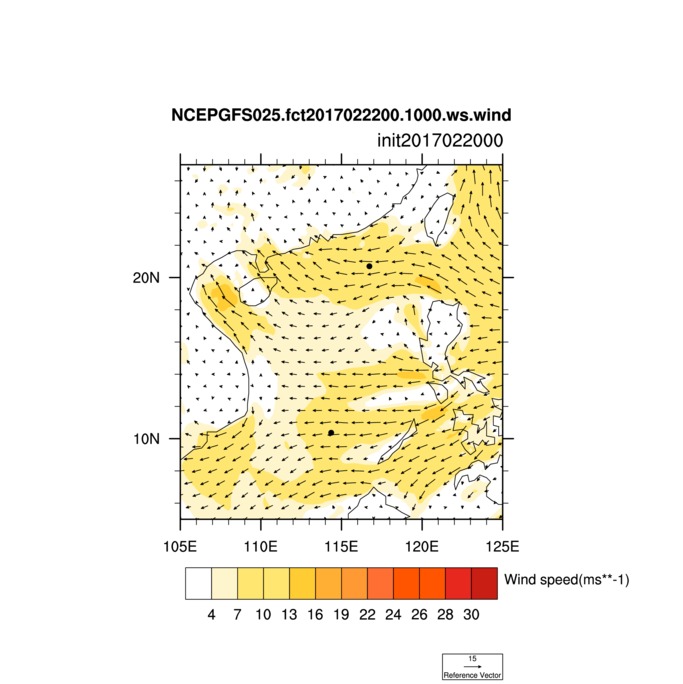 NCEPGFS025.fct2017022200.1000.ws.wind
init2017022000
20N
10N
105E 110E 115E 120E 125E
Wind speed(ms**-1)
4 7 10 13 16 19 22 24 26 28 30
15
Reference Vector